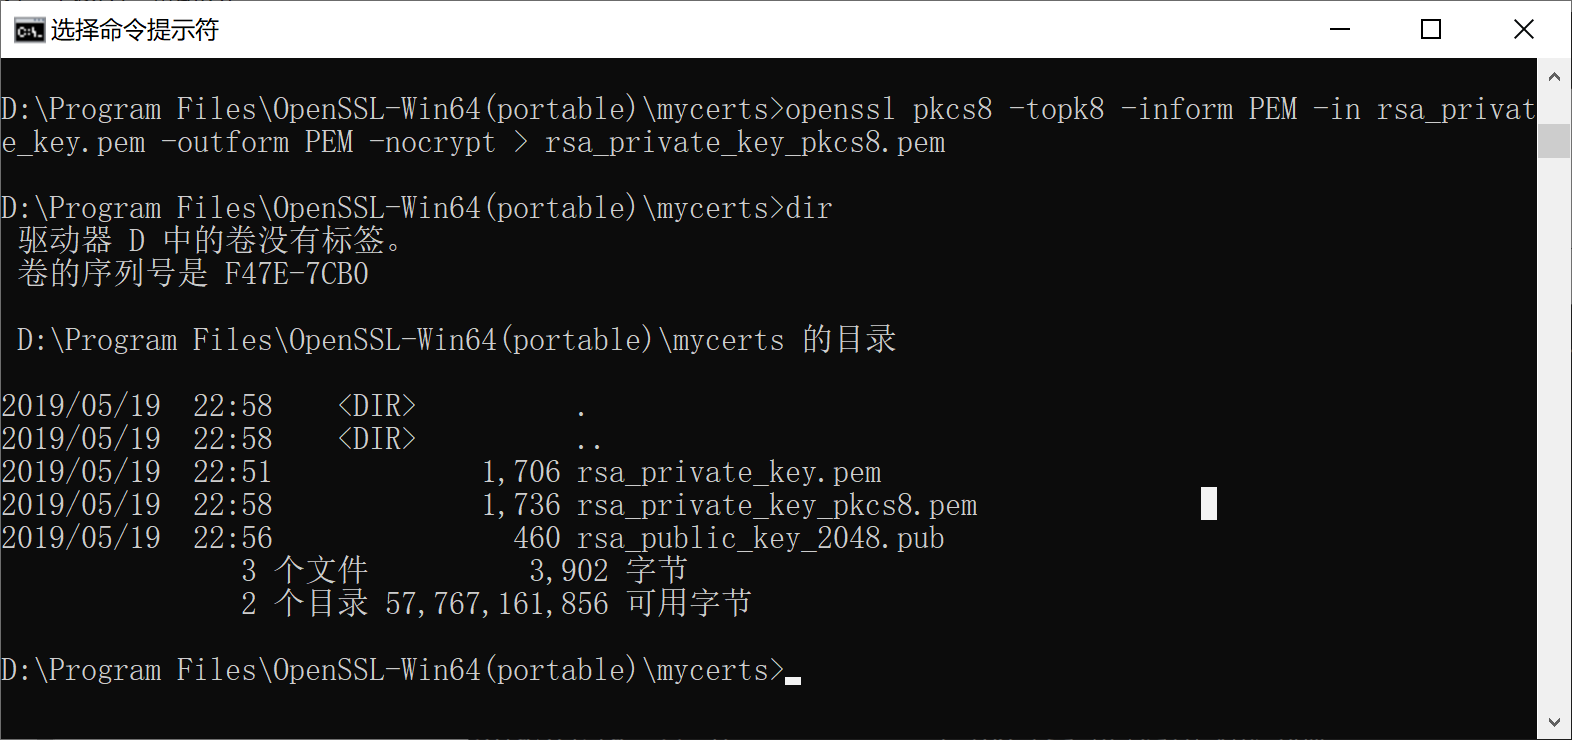 选择命令提示符
D:\Program Files\OpenSSL-Win64(portable)\mycerts>openssl pkcs8 -topk8 -inform PEM -in rsa_privat
e_key.pem -outform PEM -nocrypt > rsa_private_key_pkcs8.pem
D:\Program Files\OpenSSL-Win64(portable)\mycerts>dir
驱动器 D 中的卷没有标签。
卷的序列号是 F47E-7CB0
D:\Program Files\OpenSSL-Win64(portable)\mycerts 的目录
2019/05/19  22:58    <DIR>          .
2019/05/19  22:58    <DIR>          ..
2019/05/19  22:51             1,706 rsa_private_key.pem
2019/05/19  22:58             1,736 rsa_private_key_pkcs8.pem
2019/05/19  22:56               460 rsa_public_key_2048.pub
3 个文件          3,902 字节
2 个目录 57,767,161,856 可用字节
D:\Program Files\OpenSSL-Win64(portable)\mycerts>